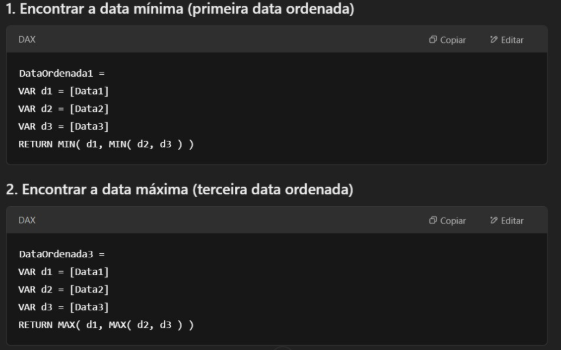 1. Encontrar a data mínima (primeira data ordenada)
DAX
Copiar
Editar
DataOrdenada1 =
VAR d1 = [Data1]
VAR d2 = [Data2]
VAR d3 = [Data3]
RETURN MIN( d1, MIN( d2, d3 ) )
2. Encontrar a data máxima (terceira data ordenada)
DAX
Copiar
Editar
DataOrdenada3 =
VAR d1 = [Data1]
VAR d2 = [Data2]
VAR d3 = [Data3]
RETURN MAX( d1, MAX( d2, d3 ) )